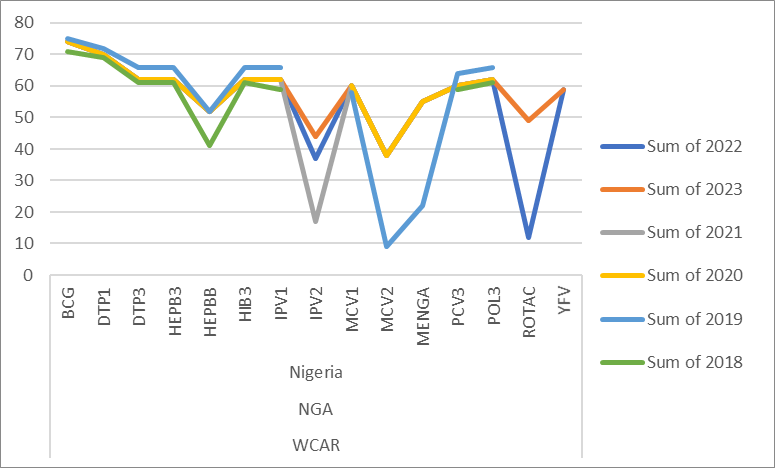 80
70
60
50
40
30
20
10
0
BCG
DTP1
DTP3
HEPB3
HEPBB
HIB3
IPV1
IPV2
MCV1
MCV2
MENGA
PCV3
POL3
ROTAC
YFV
Nigeria
NGA
WCAR
Sum of 2022
Sum of 2023
Sum of 2021
Sum of 2020
Sum of 2019
Sum of 2018